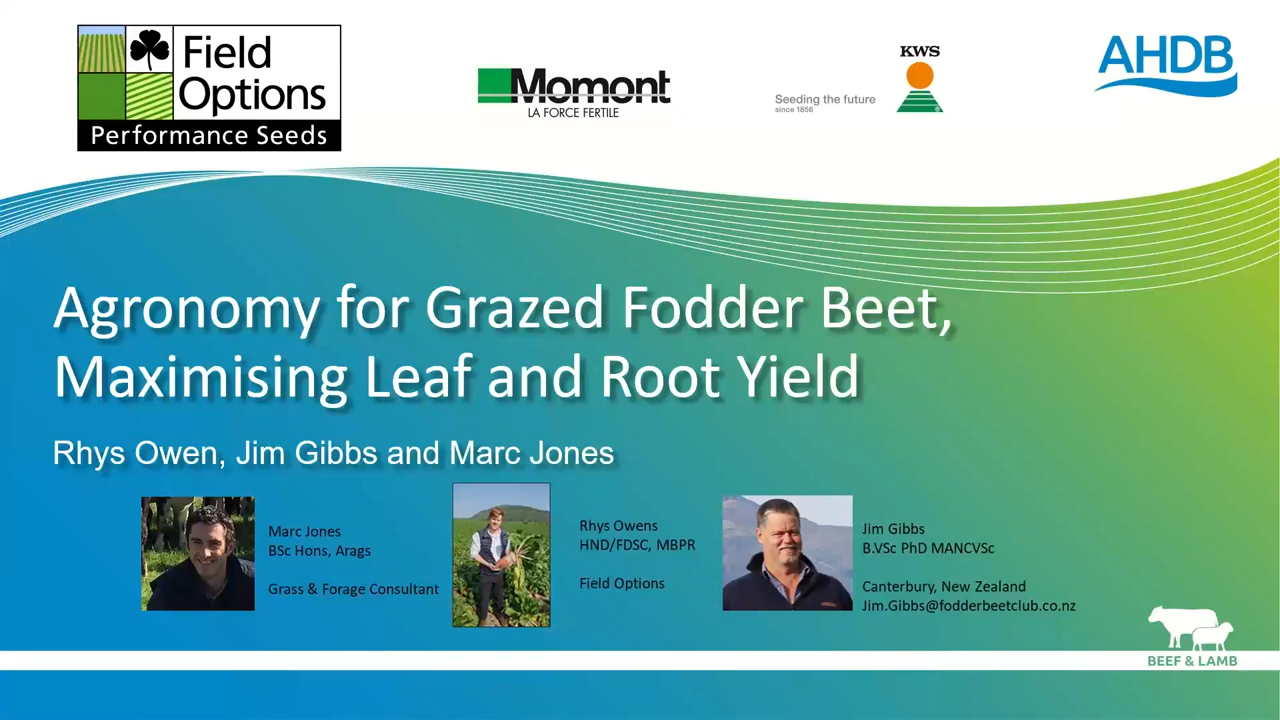 Field
Options
Performance Seeds
Momont
LA FORCE FERTILE
KWS
Seeding the future
since 1856
AHDB
Agronomy for Grazed Fodder Beet,
Maximising Leaf and Root Yield
Rhys Owen, Jim Gibbs and Marc Jones
Marc Jones
BSc Hons, Arags
Grass & Forage Consultant
Rhys Owens
HND/FDSC, MBPR
Field Options
Jim Gibbs
B.VSc PhD MANCVSc
Canterbury, New Zealand
Jim.Gibbs@fodderbeetclub.co.nz
BEEF & LAMB